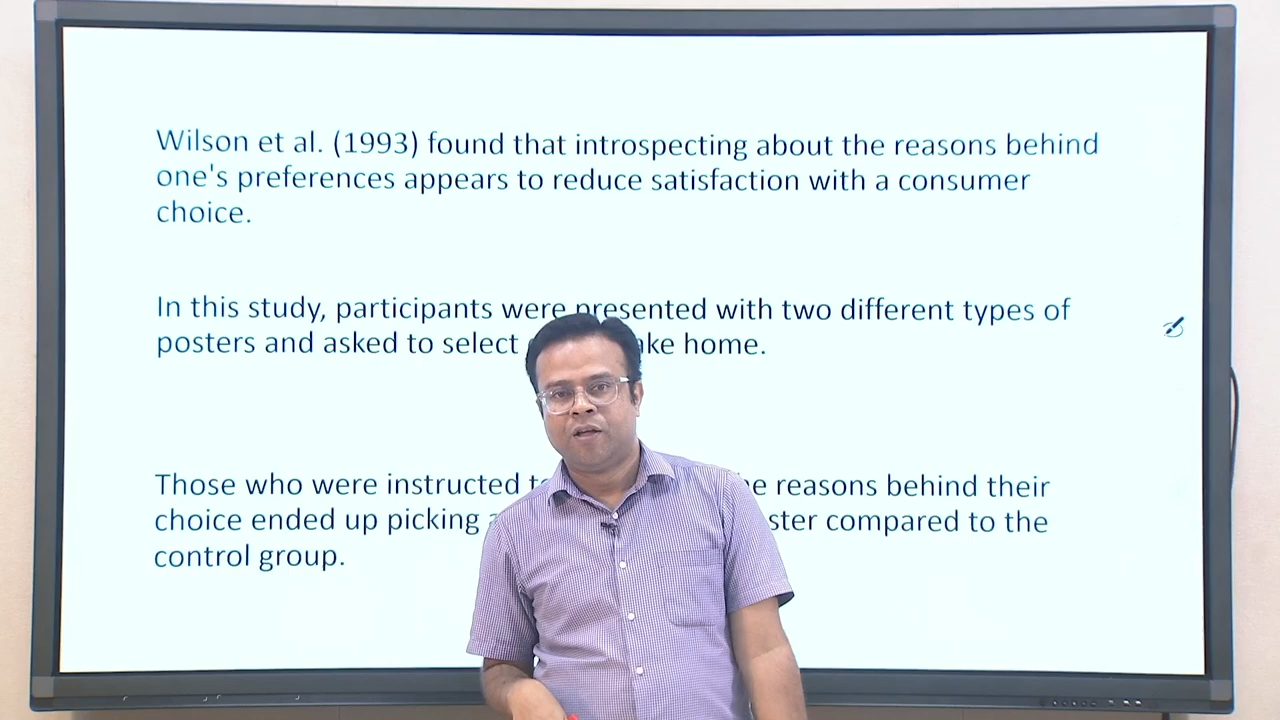 Wilson et al. (1993) found that introspecting about the reasons behind
one's preferences appears to reduce satisfaction with a consumer
choice.
In this study, participants were presented with two different types of
posters and asked to select home.
Those who were instructed reasons behind their
choice ended up picking compared to the
control group.